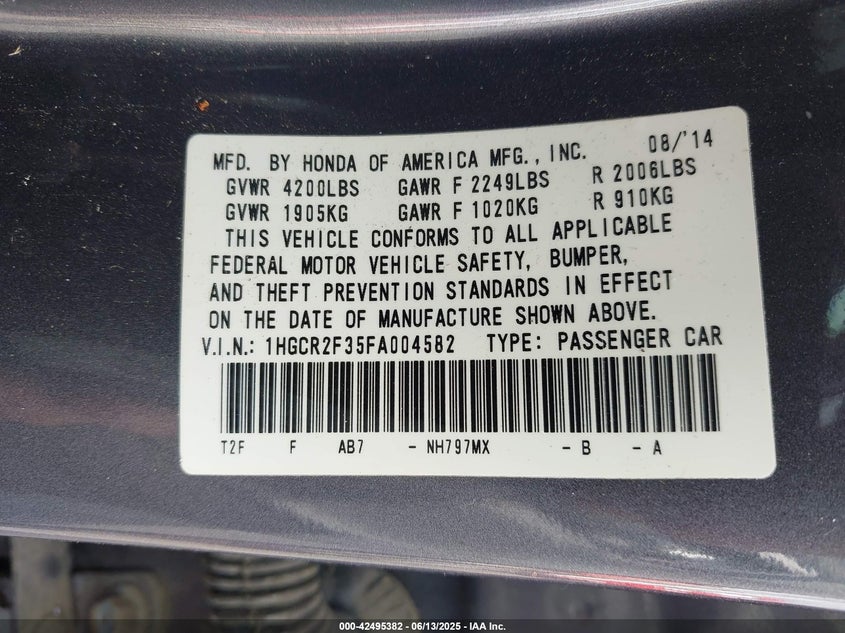 MFD. BY HONDA OF AMERICA MFG., INC. 08/'14
GVWR 4200LBS GAWR F 2249LBS R 2006LBS
GVWR 1905KG GAWR F 1020KG R 910KG
THIS VEHICLE CONFORMS TO ALL APPLICABLE
FEDERAL MOTOR VEHICLE SAFETY, BUMPER,
AND THEFT PREVENTION STANDARDS IN EFFECT
ON THE DATE OF MANUFACTURE SHOWN ABOVE.
V.I.N.: 1HGCR2F35FA004582 TYPE: PASSENGER CAR
T2F F AB7 - NH797MX - B - A
000-42495382 - 06/13/2025 - IAA Inc.